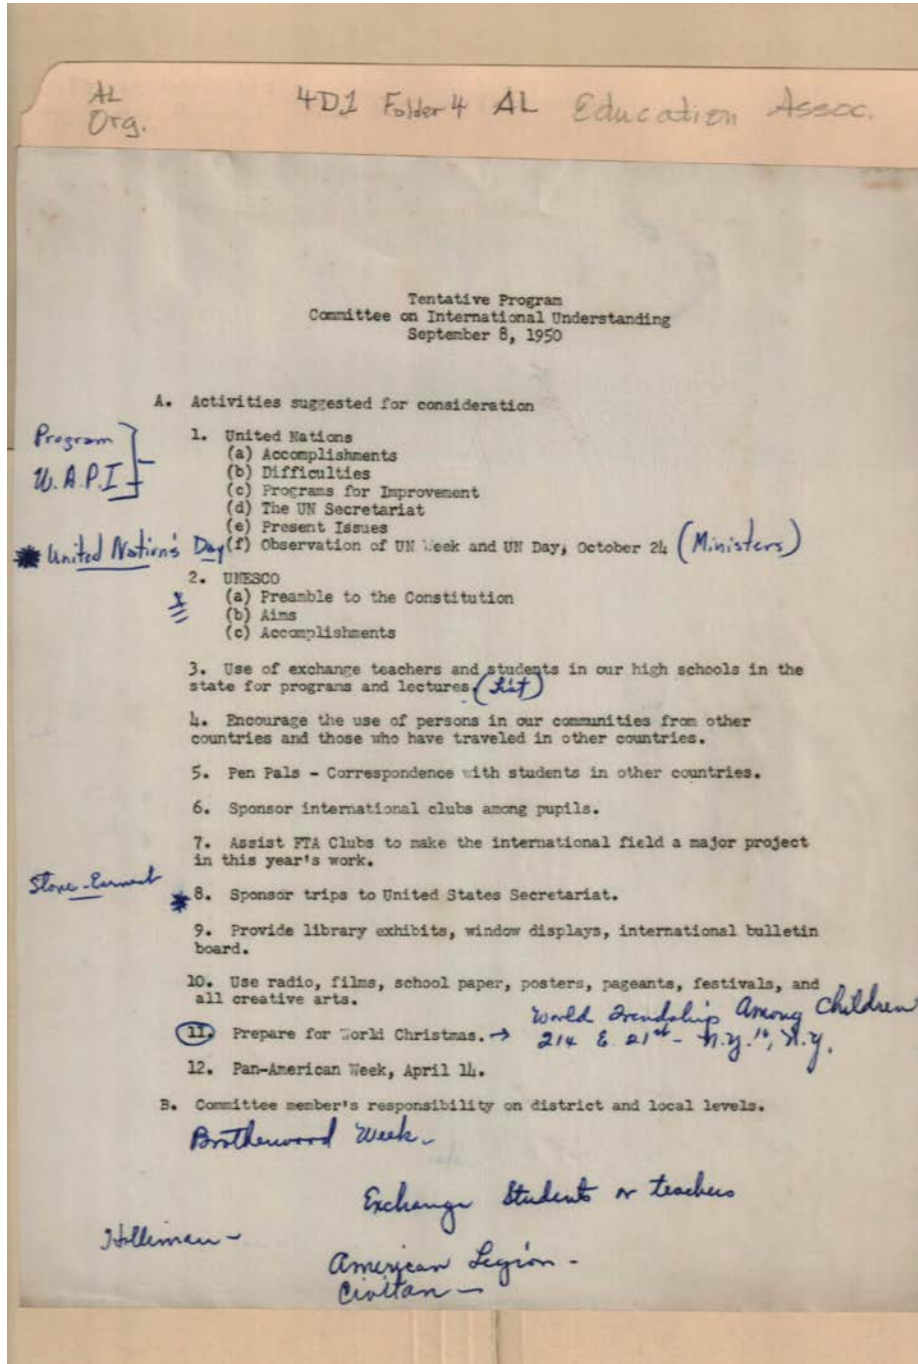 AL
Org.
4D1 Folder 4 AL Education Assoc.
Tentative Program
Committee on International Understanding
September 8, 1950
A. Activities suggested for consideration
Program
W.A.P.I
1. United Nations
(a) Accomplishments
(b) Difficulties
(c) Programs for Improvement
(d) The UN Secretariat
(e) Present Issues
United Nation's Day (f) Observation of UN Week and UN Day, October 24 (Ministers)
2. UNESCO
x (a) Preamble to the Constitution
(b) Aims
(c) Accomplishments
3. Use of exchange teachers and students in our high schools in the
state for programs and lectures. (List)
4. Encourage the use of persons in our communities from other
countries and those who have traveled in other countries.
5. Pen Pals - Correspondence with students in other countries.
6. Sponsor international clubs among pupils.
7. Assist FTA Clubs to make the international field a major project
in this year's work.
Stone - Earnest
*8. Sponsor trips to United States Secretariat.
9. Provide library exhibits, window displays, international bulletin
board.
10. Use radio, films, school paper, posters, pageants, festivals, and
all creative arts.
11. Prepare for World Christmas. → World Friendship Among Children
214 E 21st - N.Y. 10, N.Y.
12. Pan-American Week, April 14.
B. Committee member's responsibility on district and local levels.
Brotherhood Week -
Exchange Students or teachers
Holliman -
American Legion -
Civitan -